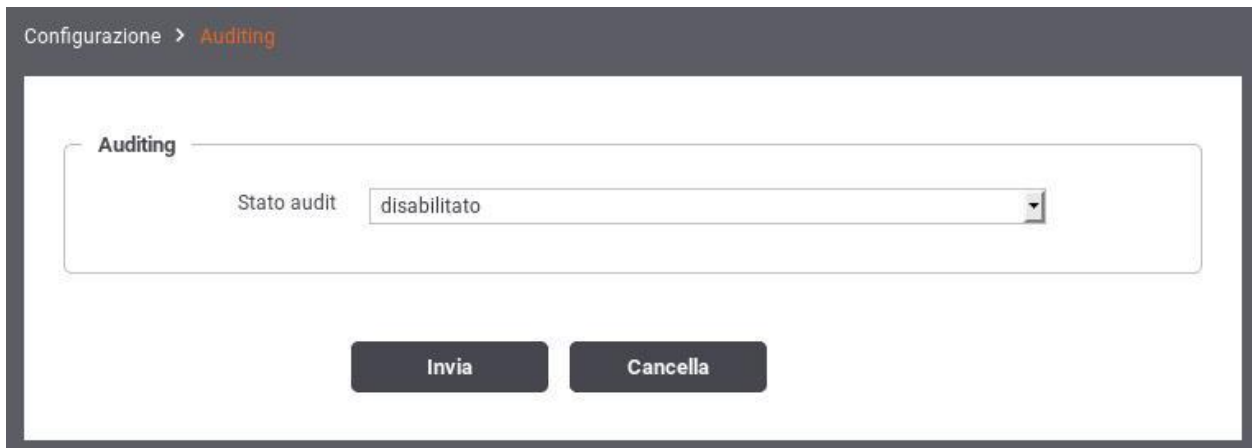 Configurazione > Auditing
Auditing
Stato audit disabilitato
Invia Cancella